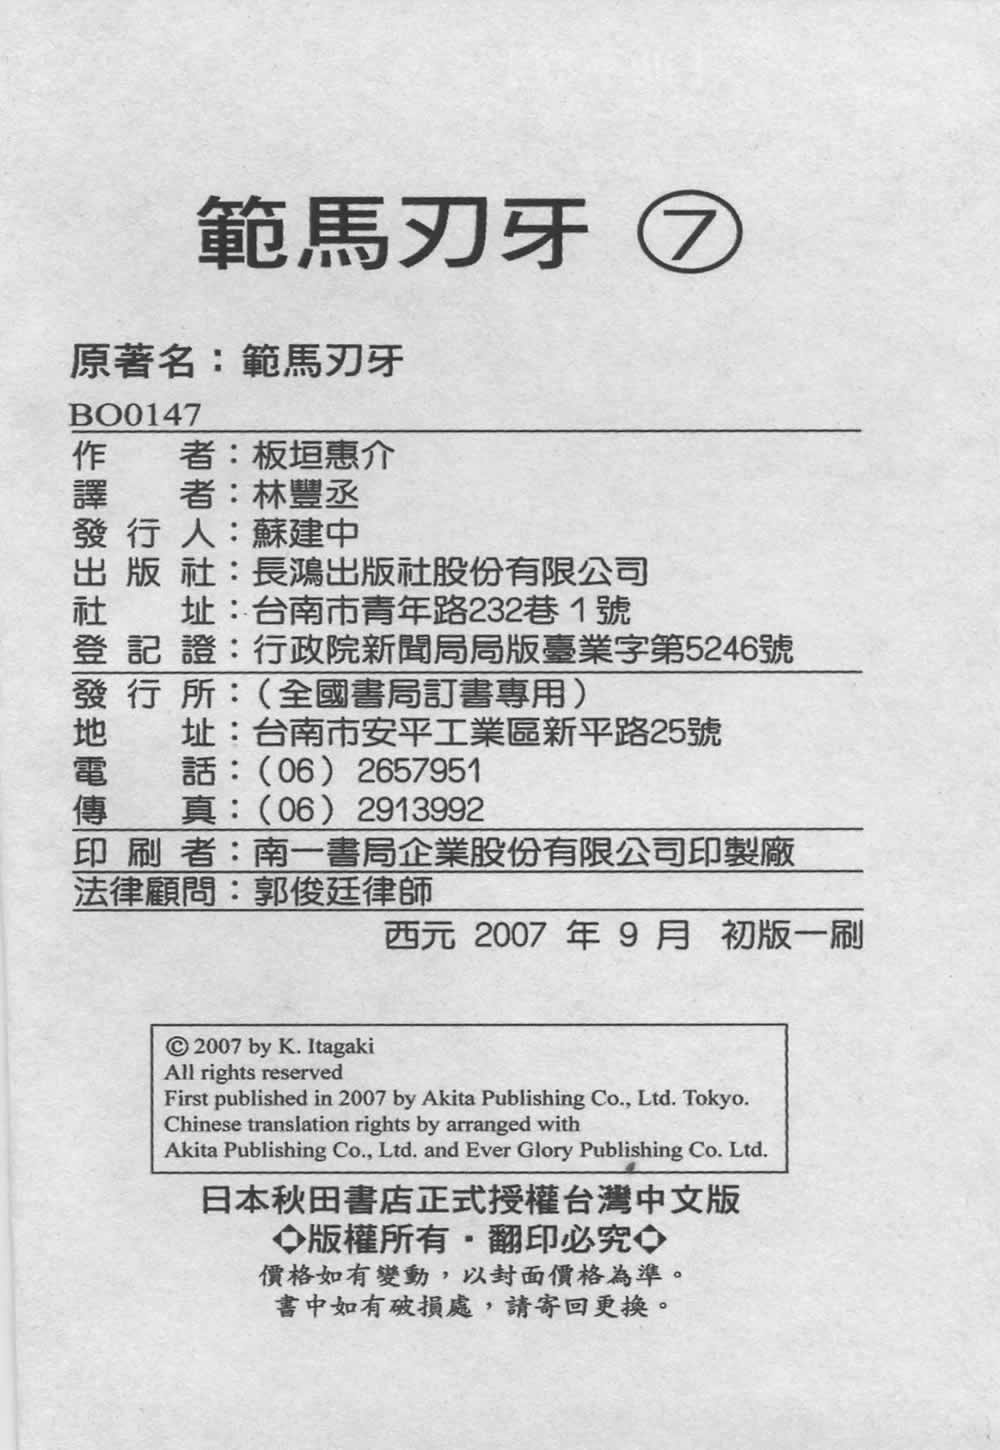 範馬刃牙 ⑦
原著名：範馬刃牙
BO0147
作者：板垣惠介
譯者：林豐丞
發行人：蘇建中
出版社：長鴻出版社股份有限公司
社址：台南市青年路232巷1號
登記證：行政院新聞局局版臺業字第5246號
發行所：（全國書局訂書專用）
地址：台南市安平工業區新平路25號
電話：（06）2657951
傳真：（06）2913992
印刷者：南一書局企業股份有限公司印製廠
法律顧問：郭俊廷律師
西元 2007 年 9 月 初版一刷
© 2007 by K. Itagaki
All rights reserved
First published in 2007 by Akita Publishing Co., Ltd. Tokyo.
Chinese translation rights by arranged with
Akita Publishing Co., Ltd. and Ever Glory Publishing Co. Ltd.
日本秋田書店正式授權台灣中文版
◇版權所有・翻印必究◇
價格如有變動，以封面價格為準。
書中如有破損處，請寄回更換。